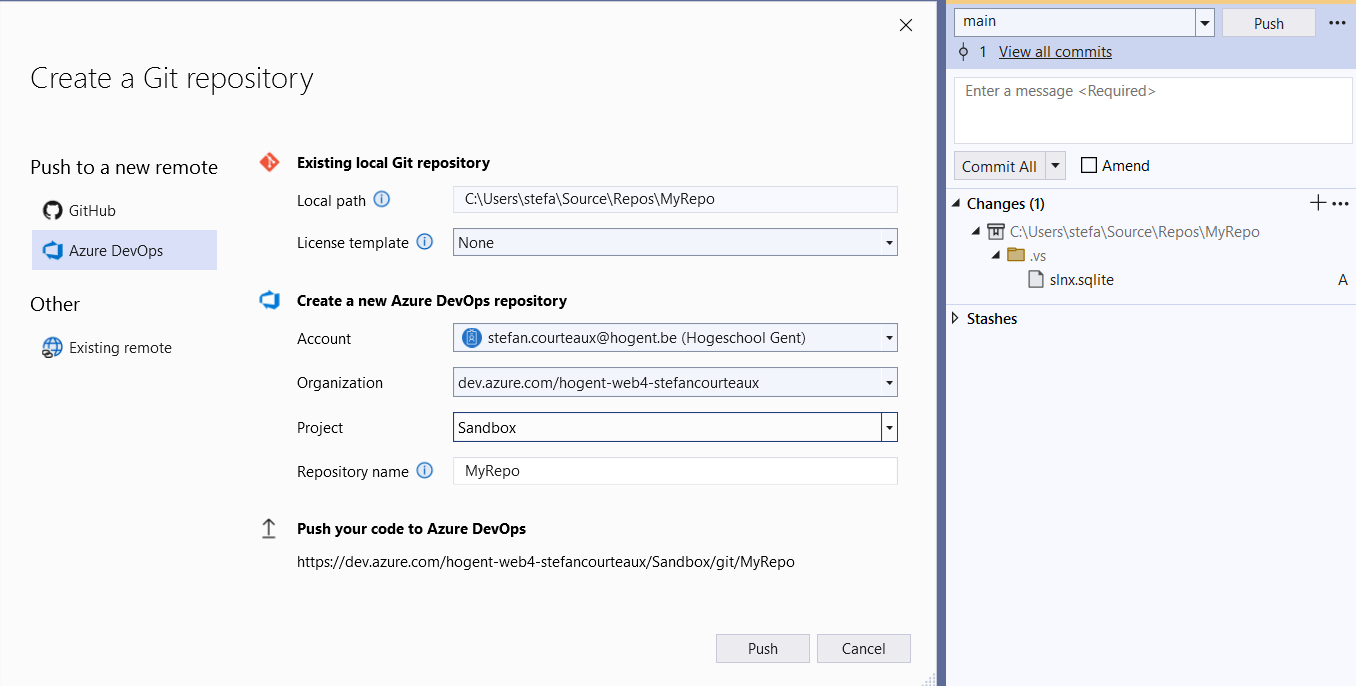 Create a Git repository
Push to a new remote
GitHub
Azure DevOps
Other
Existing remote
Existing local Git repository
Local path
C:\Users\stefa\Source\Repos\MyRepo
License template
None
Create a new Azure DevOps repository
Account
stefan.courteaux@hogent.be (Hogeschool Gent)
Organization
dev.azure.com/hogent-web4-stefancourteaux
Project
Sandbox
Repository name
MyRepo
Push your code to Azure DevOps
https://dev.azure.com/hogent-web4-stefancourteaux/Sandbox/git/MyRepo
Push
Cancel
main
Push
1 View all commits
Enter a message <Required>
Commit All
Amend
Changes (1)
C:\Users\stefa\Source\Repos\MyRepo
.vs
slnx.sqlite A
Stashes